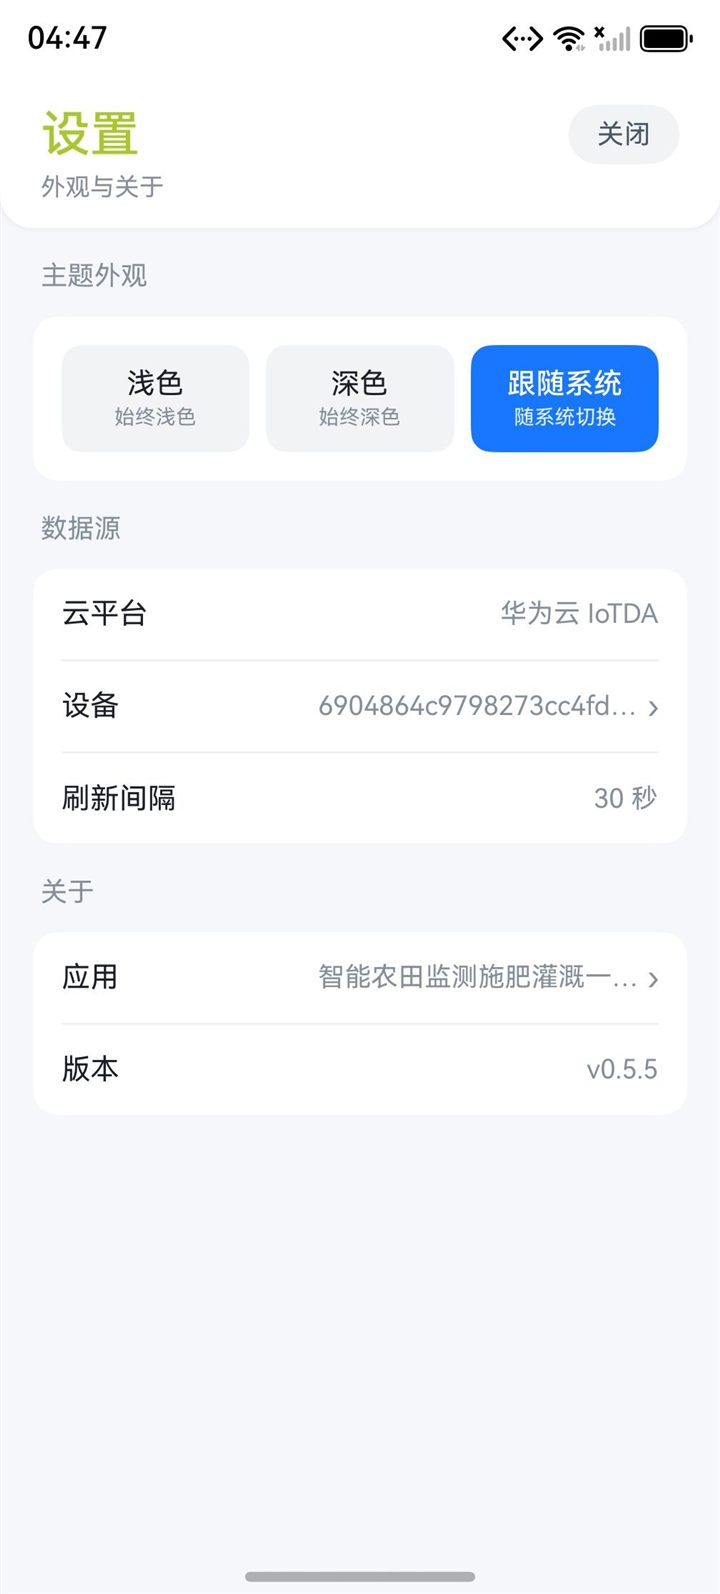 04:47
设置
关闭
外观与关于
主题外观
浅色
始终浅色
深色
始终深色
跟随系统
随系统切换
数据源
云平台 华为云 IoTDA
设备 6904864c9798273cc4fd... ›
刷新间隔 30 秒
关于
应用 智能农田监测施肥灌溉一... ›
版本 v0.5.5